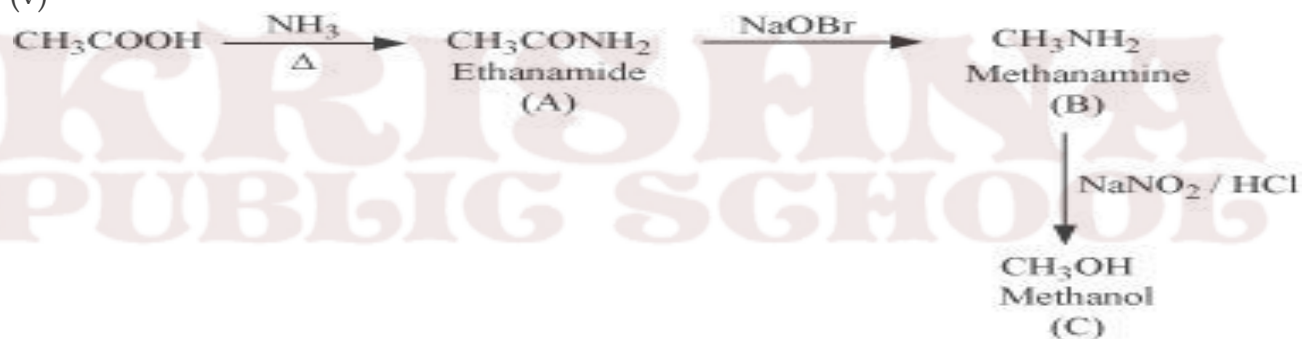 (v)
CH₃COOH NH₃ Δ CH₃CONH₂ NaOBr CH₃NH₂
Ethanamide Methanamine
(A) (B)
NaNO₂ / HCl
CH₃OH
Methanol
(C)
KRISHNA
PUBLIC SCHOOL